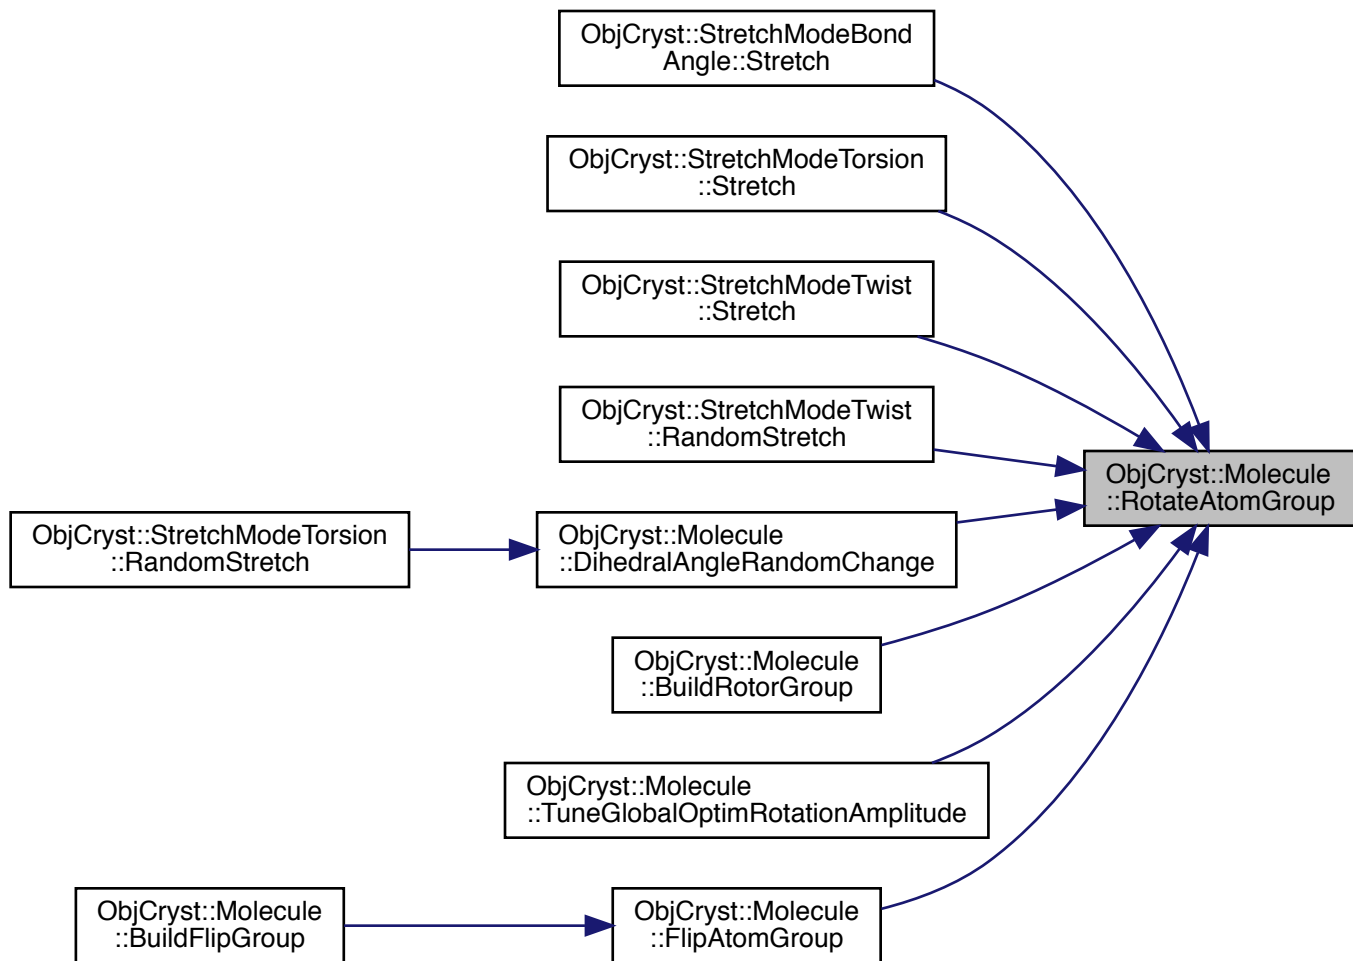 ObjCryst::StretchModeBond
Angle::Stretch
ObjCryst::StretchModeTorsion
::Stretch
ObjCryst::StretchModeTwist
::Stretch
ObjCryst::StretchModeTwist
::RandomStretch
ObjCryst::Molecule
::RotateAtomGroup
ObjCryst::StretchModeTorsion
::RandomStretch
ObjCryst::Molecule
::DihedralAngleRandomChange
ObjCryst::Molecule
::BuildRotorGroup
ObjCryst::Molecule
::TuneGlobalOptimRotationAmplitude
ObjCryst::Molecule
::BuildFlipGroup
ObjCryst::Molecule
::FlipAtomGroup